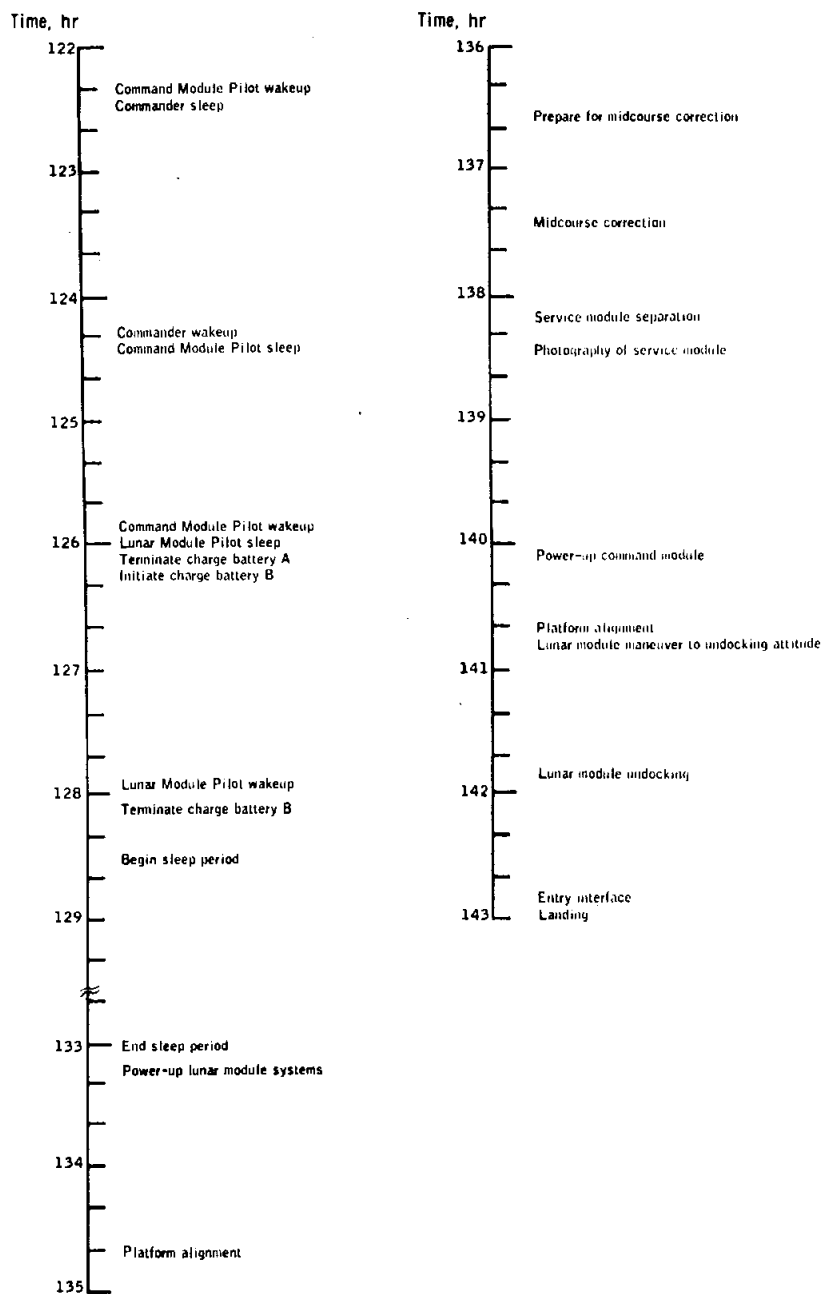 Time, hr
122
Command Module Pilot wakeup
Commander sleep
123
124
Commander wakeup
Command Module Pilot sleep
125
Command Module Pilot wakeup
126
Lunar Module Pilot sleep
Terminate charge battery A
Initiate charge battery B
127
Lunar Module Pilot wakeup
128
Terminate charge battery B
Begin sleep period
129
133
End sleep period
Power-up lunar module systems
134
Platform alignment
135
Time, hr
136
Prepare for midcourse correction
137
Midcourse correction
138
Service module separation
Photography of service module
139
140
Power-up command module
Platform alignment
Lunar module maneuver to undocking attitude
141
Lunar module undocking
142
Entry interface
143
Landing